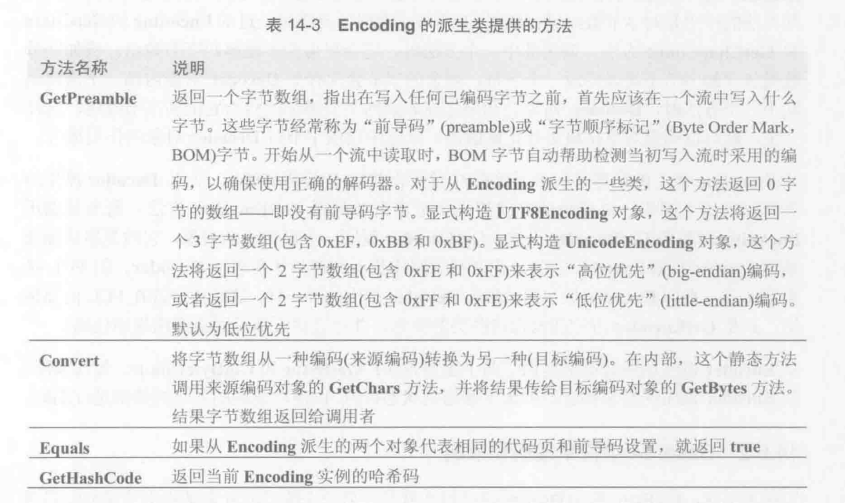 表 14-3 Encoding 的派生类提供的方法
方法名称 说明
GetPreamble 返回一个字节数组，指出在写入任何已编码字节之前，首先应该在一个流中写入什么
字节。这些字节经常称为“前导码”(preamble)或“字节顺序标记”(Byte Order Mark，
BOM)字节。开始从一个流中读取时，BOM 字节自动帮助检测当初写入流时采用的编
码，以确保使用正确的解码器。对于从 Encoding 派生的一些类，这个方法返回 0 字
节的数组——即没有前导码字节。显式构造 UTF8Encoding 对象，这个方法将返回一
个 3 字节数组(包含 0xEF，0xBB 和 0xBF)。显式构造 UnicodeEncoding 对象，这个方
法将返回一个 2 字节数组(包含 0xFE 和 0xFF)来表示“高位优先”(big-endian)编码，
或者返回一个 2 字节数组(包含 0xFF 和 0xFE)来表示“低位优先”(little-endian)编码。
默认为低位优先
Convert 将字节数组从一种编码(来源编码)转换为另一种(目标编码)。在内部，这个静态方法
调用来源编码对象的 GetChars 方法，并将结果传给目标编码对象的 GetBytes 方法。
结果字节数组返回给调用者
Equals 如果从 Encoding 派生的两个对象代表相同的代码页和前导码设置，就返回 true
GetHashCode 返回当前 Encoding 实例的哈希码